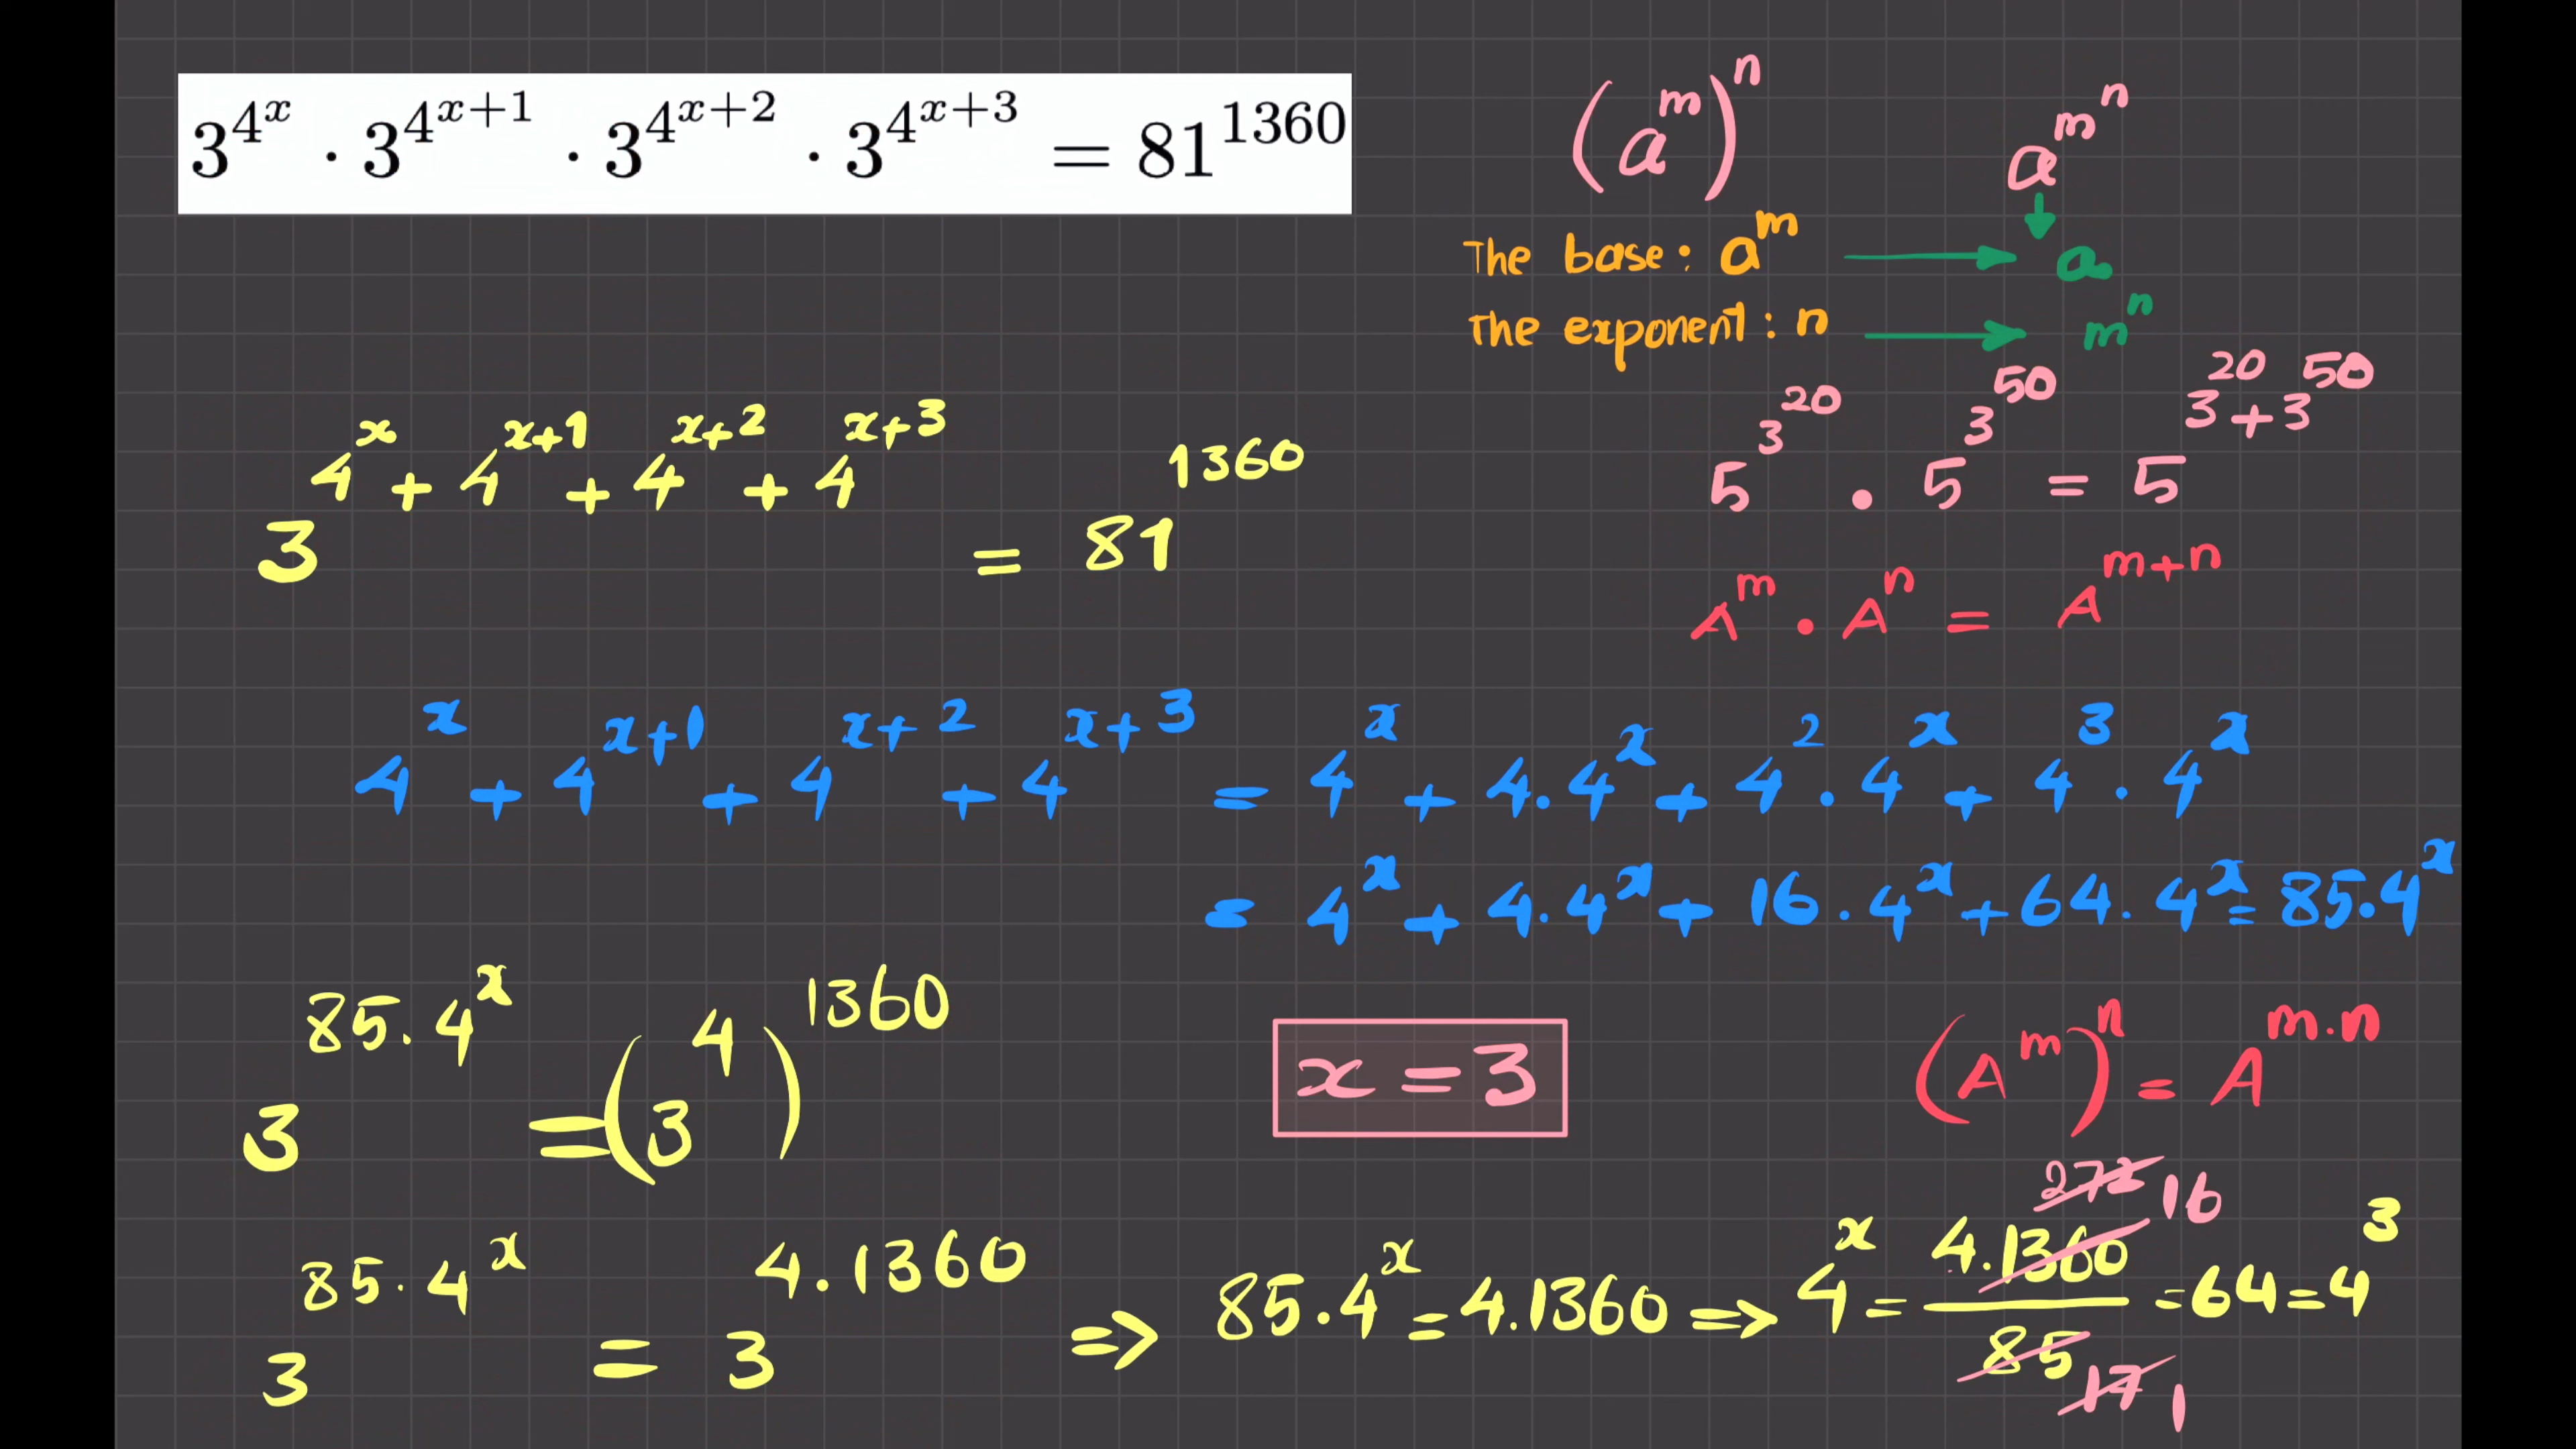 3^{4^x} · 3^{4^{x+1}} · 3^{4^{x+2}} · 3^{4^{x+3}} = 81^{1360}
(a^m)^n    a^{m^n}
The base: a^m → a
The exponent: n → m^n
5^{3^{20}} · 5^{3^{50}} = 5^{3^{20}+3^{50}}
3^{4^x + 4^{x+1} + 4^{x+2} + 4^{x+3}} = 81^{1360}
A^m · A^n = A^{m+n}
4^x + 4^{x+1} + 4^{x+2} + 4^{x+3} = 4^x + 4.4^x + 4^2 . 4^x + 4^3 . 4^x
= 4^x + 4.4^x + 16.4^x + 64.4^x = 85.4^x
3^{85.4^x} = (3^4)^{1360}
x = 3
(A^m)^n = A^{m.n}
3^{85.4^x} = 3^{4.1360} ⇒ 85.4^x = 4.1360 ⇒ 4^x = 4.1360 / 85 = 64 = 4^3
272 16
17 1